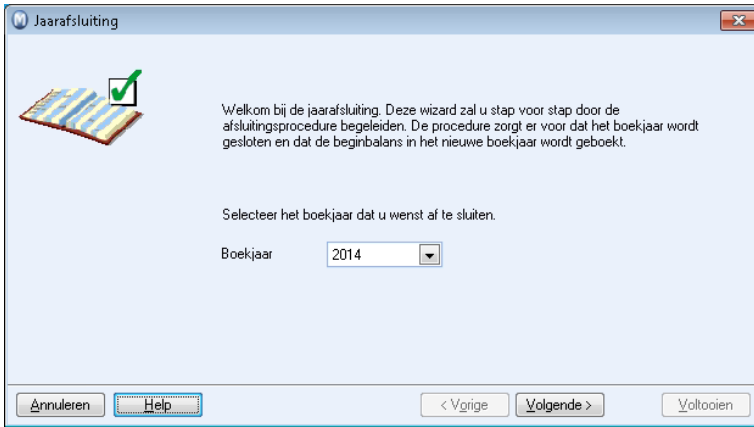 Jaarafsluiting
Welkom bij de jaarafsluiting. Deze wizard zal u stap voor stap door de
afsluitingsprocedure begeleiden. De procedure zorgt er voor dat het boekjaar wordt
gesloten en dat de beginbalans in het nieuwe boekjaar wordt geboekt.
Selecteer het boekjaar dat u wenst af te sluiten.
Boekjaar 2014
Annuleren Help < Vorige Volgende > Voltooien